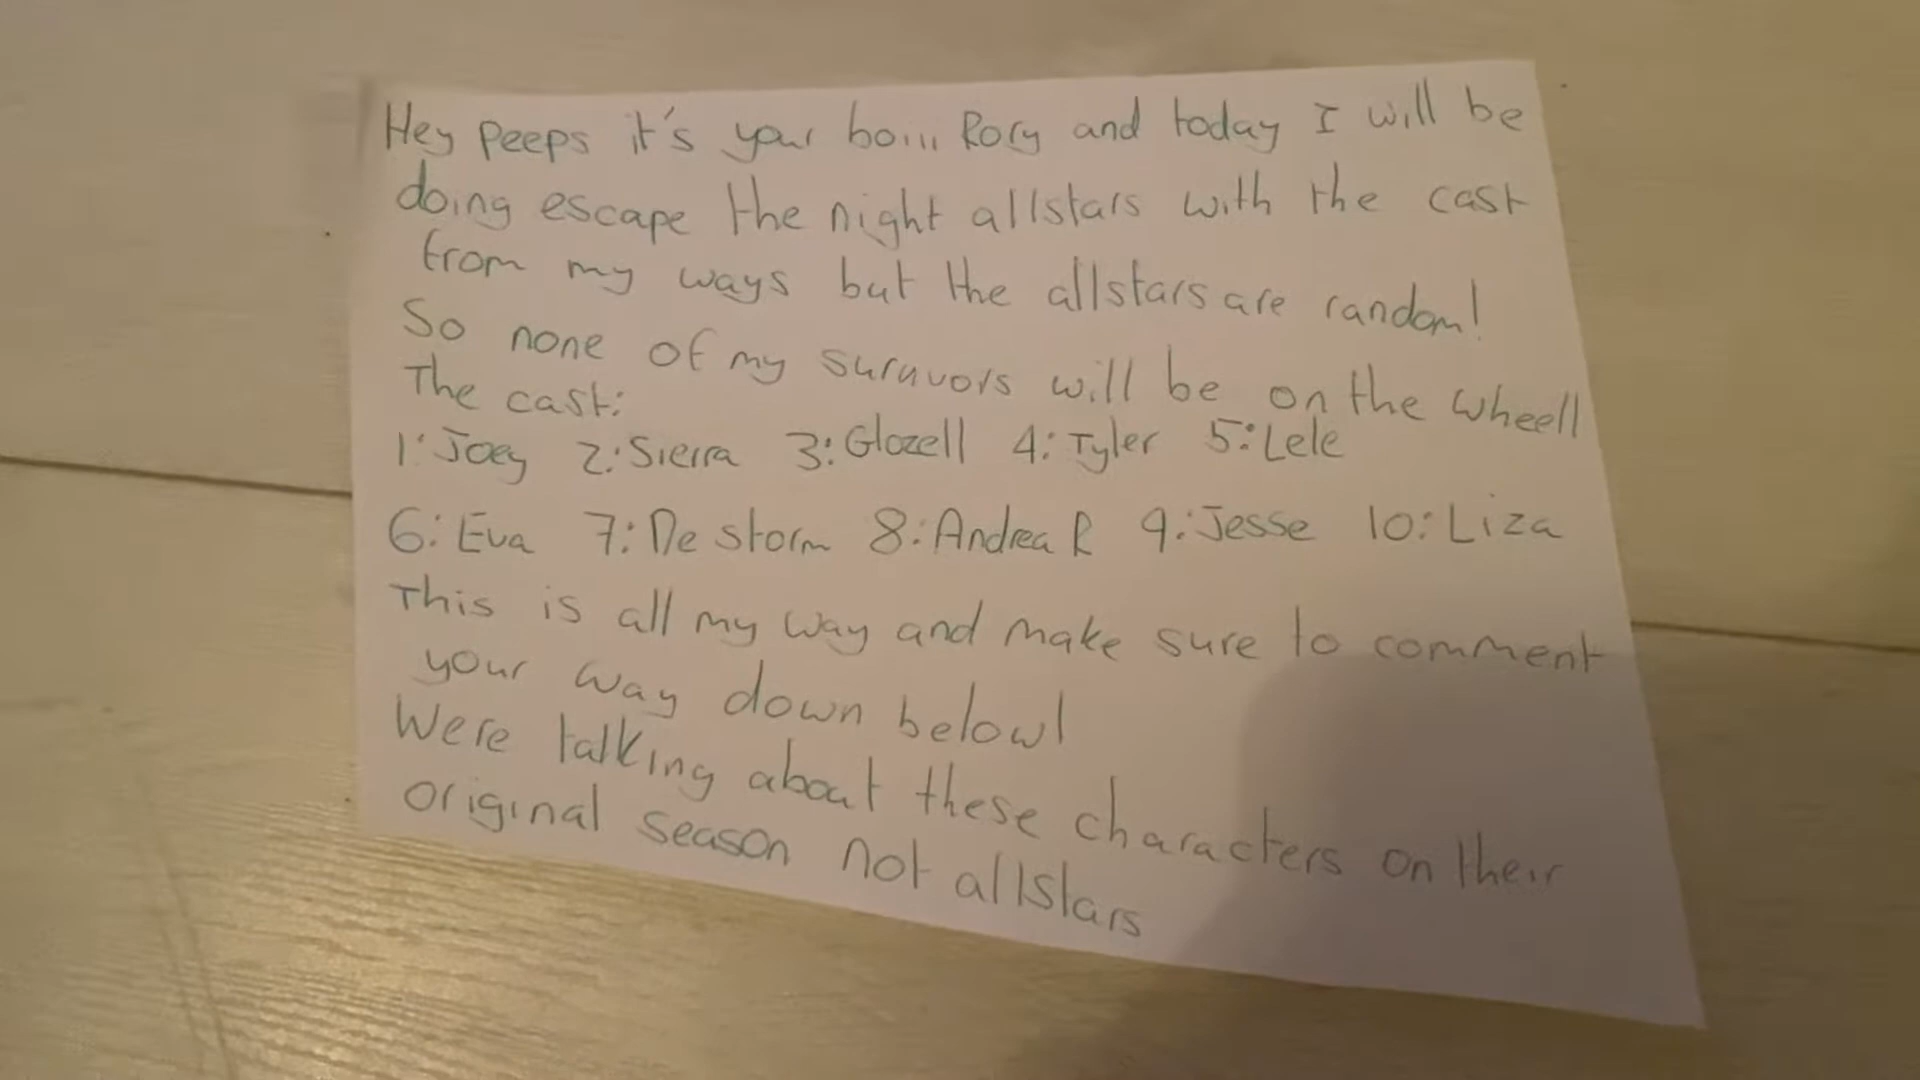 Hey peeps it's your boiii Rory and today I will be
doing escape the night allstars with the cast
from my ways but the allstars are random!
So none of my survivors will be on the wheel!
The cast:
1: Joey 2: Sierra 3: Glozell 4: Tyler 5: Lele
6: Eva 7: De storm 8: Andrea R 9: Jesse 10: Liza
This is all my way and make sure to comment
your way down below!
Were talking about these characters on their
original season not allstars